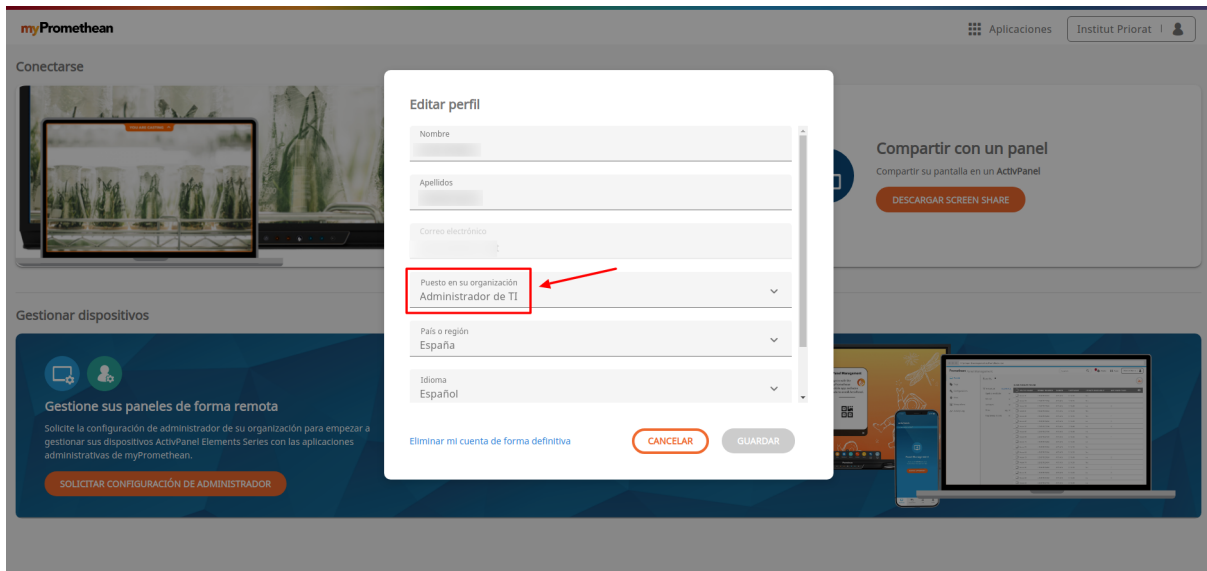 myPromethean
Aplicaciones
Institut Priorat
Conectarse
YOU ARE CASTING
Compartir con un panel
Compartir su pantalla en un ActivPanel
DESCARGAR SCREEN SHARE
Editar perfil
Nombre
Apellidos
Correo electrónico
Puesto en su organización
Administrador de TI
País o región
España
Idioma
Español
Eliminar mi cuenta de forma definitiva
CANCELAR
GUARDAR
Gestionar dispositivos
Gestione sus paneles de forma remota
Solicite la configuración de administrador de su organización para empezar a
gestionar sus dispositivos ActivPanel Elements Series con las aplicaciones
administrativas de myPromethean.
SOLICITAR CONFIGURACIÓN DE ADMINISTRADOR